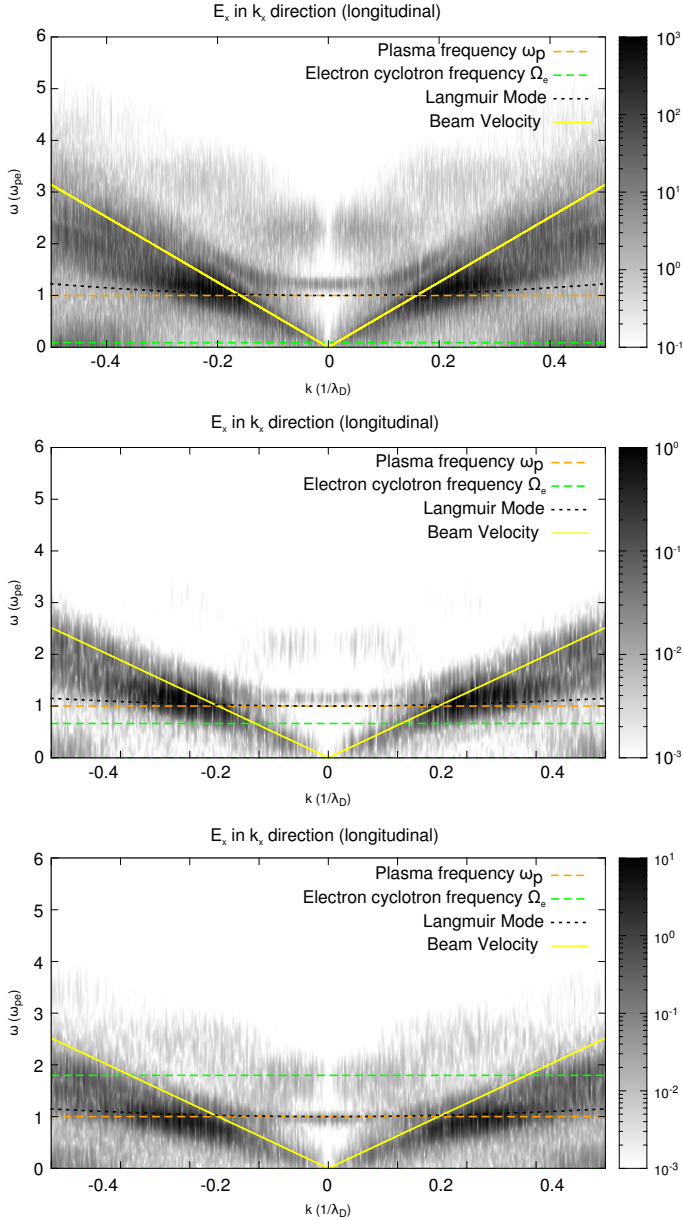 E_x in k_x direction (longitudinal)
Plasma frequency ω_p
Electron cyclotron frequency Ω_e
Langmuir Mode
Beam Velocity
ω (ω_pe)
6
5
4
3
2
1
0
-0.4 -0.2 0 0.2 0.4
k (1/λ_D)
10^3
10^2
10^1
10^0
10^-1
E_x in k_x direction (longitudinal)
Plasma frequency ω_p
Electron cyclotron frequency Ω_e
Langmuir Mode
Beam Velocity
ω (ω_pe)
6
5
4
3
2
1
0
-0.4 -0.2 0 0.2 0.4
k (1/λ_D)
10^0
10^-1
10^-2
10^-3
E_x in k_x direction (longitudinal)
Plasma frequency ω_p
Electron cyclotron frequency Ω_e
Langmuir Mode
Beam Velocity
ω (ω_pe)
6
5
4
3
2
1
0
-0.4 -0.2 0 0.2 0.4
k (1/λ_D)
10^1
10^0
10^-1
10^-2
10^-3